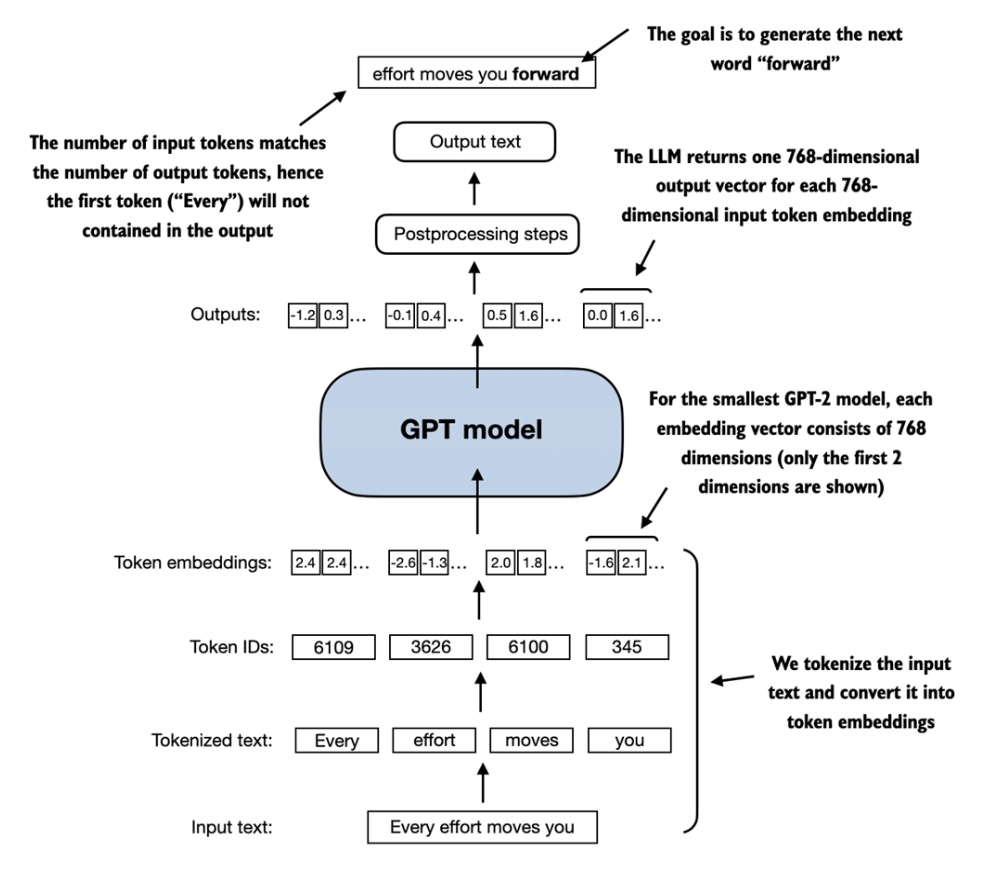 The goal is to generate the next
word “forward”
effort moves you forward
The number of input tokens matches
the number of output tokens, hence
the first token (“Every”) will not
contained in the output
Output text
The LLM returns one 768-dimensional
output vector for each 768-
dimensional input token embedding
Postprocessing steps
Outputs: -1.2 0.3 ... -0.1 0.4 ... 0.5 1.6 ... 0.0 1.6 ...
GPT model
For the smallest GPT-2 model, each
embedding vector consists of 768
dimensions (only the first 2
dimensions are shown)
Token embeddings: 2.4 2.4 ... -2.6 -1.3 ... 2.0 1.8 ... -1.6 2.1 ...
Token IDs: 6109 3626 6100 345
We tokenize the input
text and convert it into
token embeddings
Tokenized text: Every effort moves you
Input text: Every effort moves you